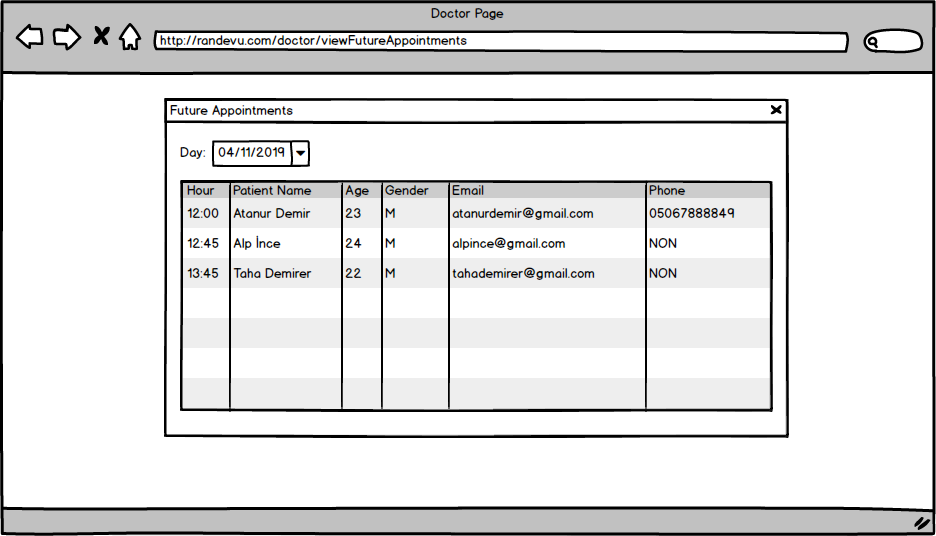 Doctor Page
http://randevu.com/doctor/viewFutureAppointments
Future Appointments
Day: 04/11/2019
Hour Patient Name Age Gender Email Phone
12:00 Atanur Demir 23 M atanurdemir@gmail.com 05067888849
12:45 Alp İnce 24 M alpince@gmail.com NON
13:45 Taha Demirer 22 M tahademirer@gmail.com NON